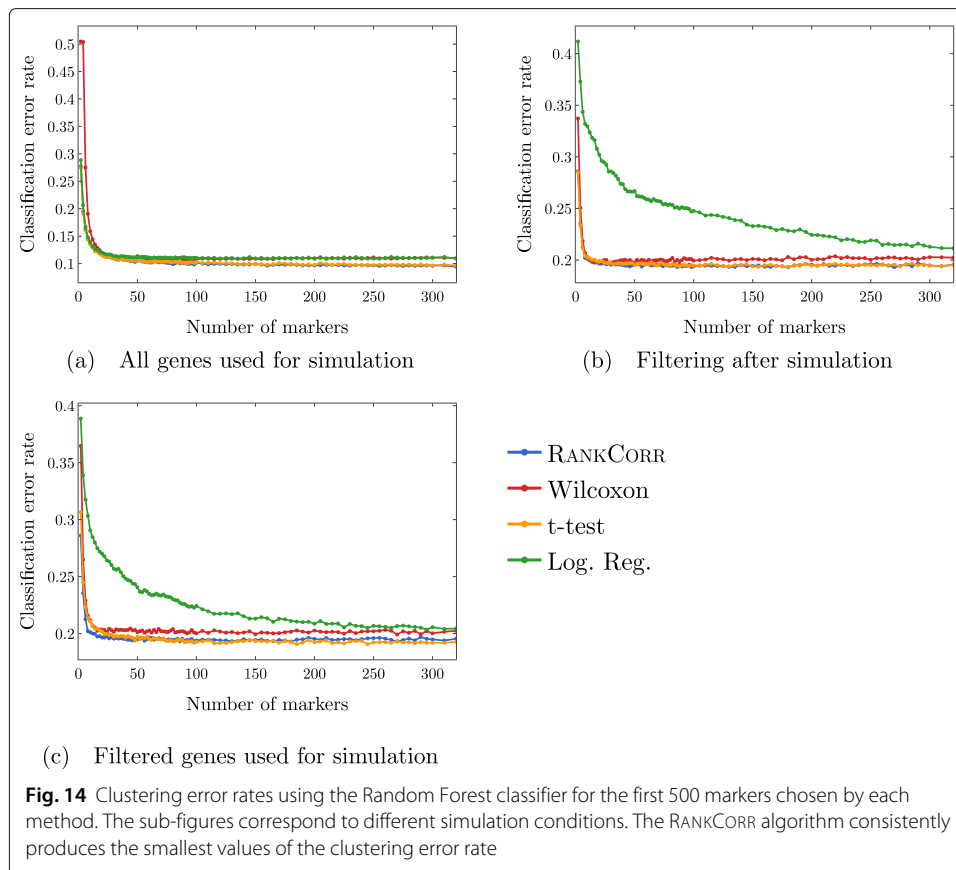 Classification error rate
0.5
0.45
0.4
0.35
0.3
0.25
0.2
0.15
0.1
0 50 100 150 200 250 300
Number of markers
(a) All genes used for simulation
Classification error rate
0.4
0.35
0.3
0.25
0.2
0 50 100 150 200 250 300
Number of markers
(b) Filtering after simulation
Classification error rate
0.4
0.35
0.3
0.25
0.2
0 50 100 150 200 250 300
Number of markers
(c) Filtered genes used for simulation
RANKCORR
Wilcoxon
t-test
Log. Reg.
Fig. 14 Clustering error rates using the Random Forest classifier for the first 500 markers chosen by each
method. The sub-figures correspond to different simulation conditions. The RANKCORR algorithm consistently
produces the smallest values of the clustering error rate